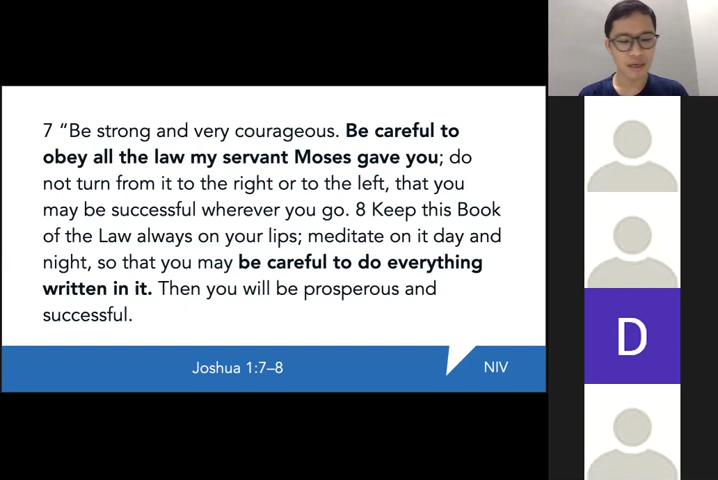 7 “Be strong and very courageous. Be careful to
obey all the law my servant Moses gave you; do
not turn from it to the right or to the left, that you
may be successful wherever you go. 8 Keep this Book
of the Law always on your lips; meditate on it day and
night, so that you may be careful to do everything
written in it. Then you will be prosperous and
successful.
Joshua 1:7–8
NIV
D